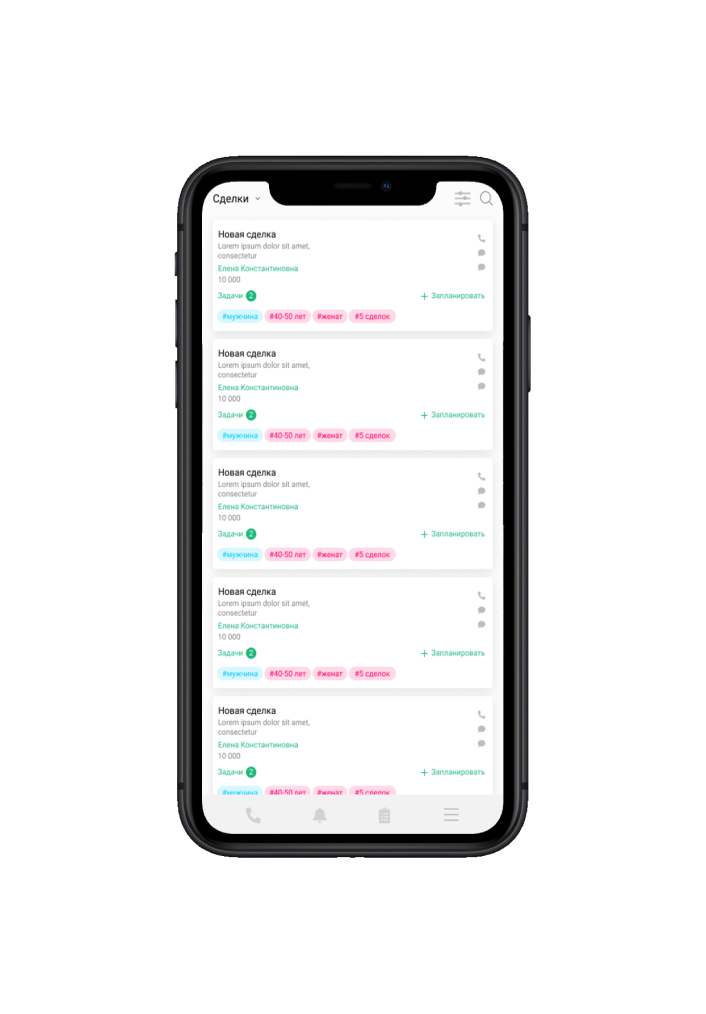 Сделки
Новая сделка
Lorem ipsum dolor sit amet,
consectetur
Елена Константиновна
10 000
Задачи 2 + Запланировать
#мужчина #40-50 лет #женат #5 сделок
Новая сделка
Lorem ipsum dolor sit amet,
consectetur
Елена Константиновна
10 000
Задачи 2 + Запланировать
#мужчина #40-50 лет #женат #5 сделок
Новая сделка
Lorem ipsum dolor sit amet,
consectetur
Елена Константиновна
10 000
Задачи 2 + Запланировать
#мужчина #40-50 лет #женат #5 сделок
Новая сделка
Lorem ipsum dolor sit amet,
consectetur
Елена Константиновна
10 000
Задачи 2 + Запланировать
#мужчина #40-50 лет #женат #5 сделок
Новая сделка
Lorem ipsum dolor sit amet,
consectetur
Елена Константиновна
10 000
Задачи 2 + Запланировать
#мужчина #40-50 лет #женат #5 сделок